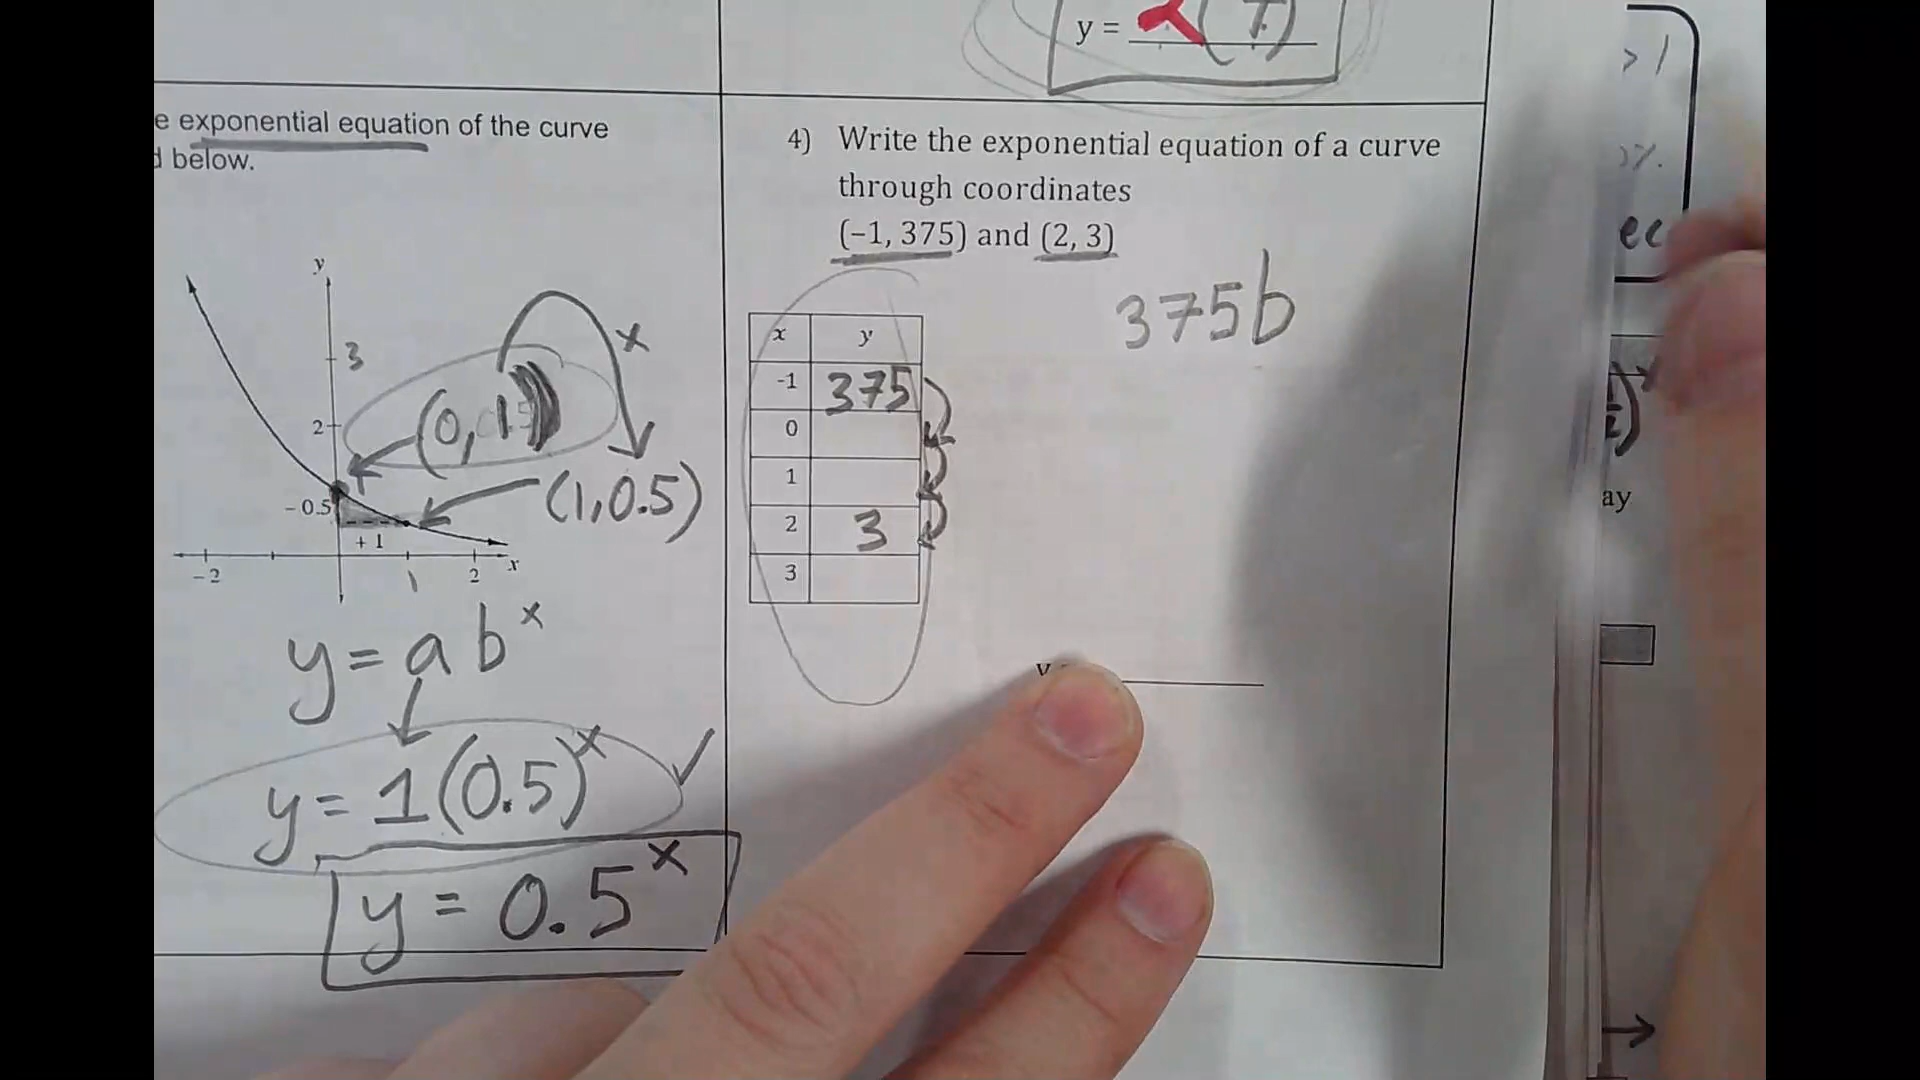 y =
e exponential equation of the curve
d below.
y
3
2
(0, 1)
x
(1, 0.5)
- 0.5
+ 1
- 2
1
2
x
y = a b^x
y = 1(0.5)^x
y = 0.5^x
4) Write the exponential equation of a curve
through coordinates
(–1, 375) and (2, 3)
375b
x y
-1 375
0
1
2 3
3
> 1
ec
ay